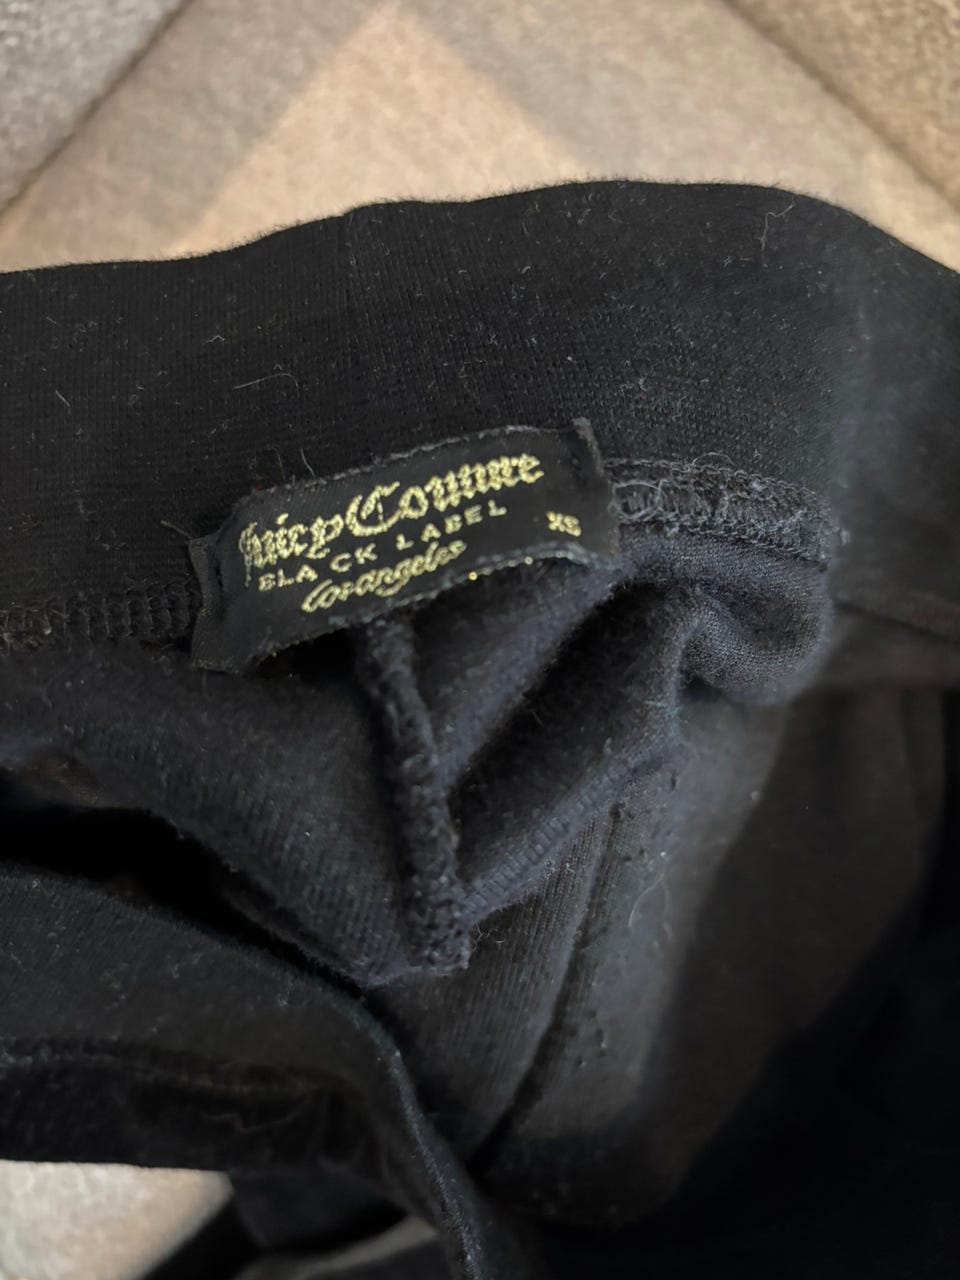 Juicy Couture
BLACK LABEL
XS
Los angeles